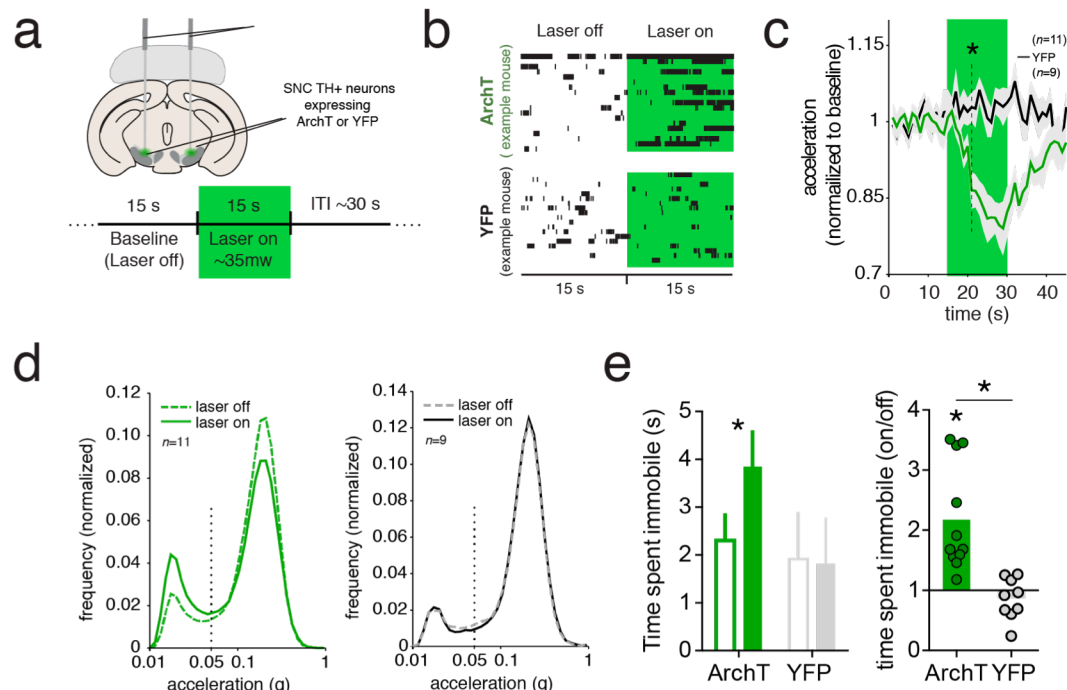 a
SNC TH+ neurons
expressing
ArchT or YFP
15 s
15 s
ITI ~30 s
Baseline
(Laser off)
Laser on
~35mw
b
Laser off
Laser on
ArchT
( example mouse)
YFP
(example mouse)
15 s
15 s
c
(n=11)
YFP
(n=9)
*
1.15
1
0.85
0.7
acceleration
(normalized to baseline)
0
10
20
30
40
time (s)
d
laser off
laser on
n=11
0.12
0.10
0.08
0.06
0.04
0.02
0
frequency (normalized)
0.01
0.05
0.1
1
acceleration (g)
laser off
laser on
n=9
0.14
0.12
0.10
0.08
0.06
0.04
0.02
0
frequency (normalized)
0.01
0.05
0.1
1
acceleration (g)
e
*
5
4
3
2
1
0
Time spent immobile (s)
ArchT
YFP
*
*
4
3
2
1
0
time spent immobile (on/off)
ArchT
YFP